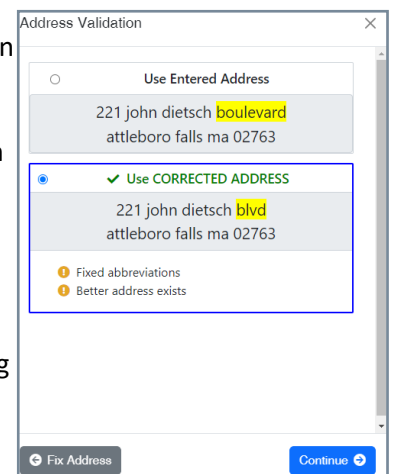 Address Validation
Use Entered Address
221 john dietsch boulevard
attleboro falls ma 02763
Use CORRECTED ADDRESS
221 john dietsch blvd
attleboro falls ma 02763
Fixed abbreviations
Better address exists
Fix Address
Continue